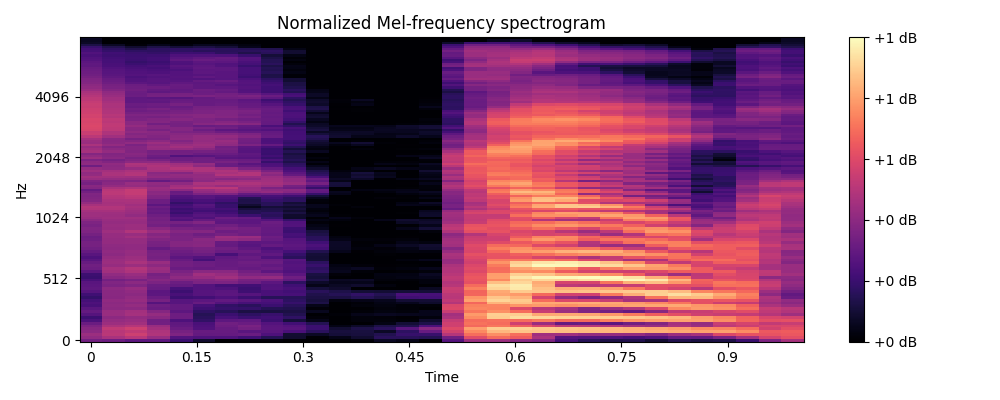 Normalized Mel-frequency spectrogram
Hz
4096
2048
1024
512
0
0 0.15 0.3 0.45 0.6 0.75 0.9
Time
+1 dB
+1 dB
+1 dB
+0 dB
+0 dB
+0 dB